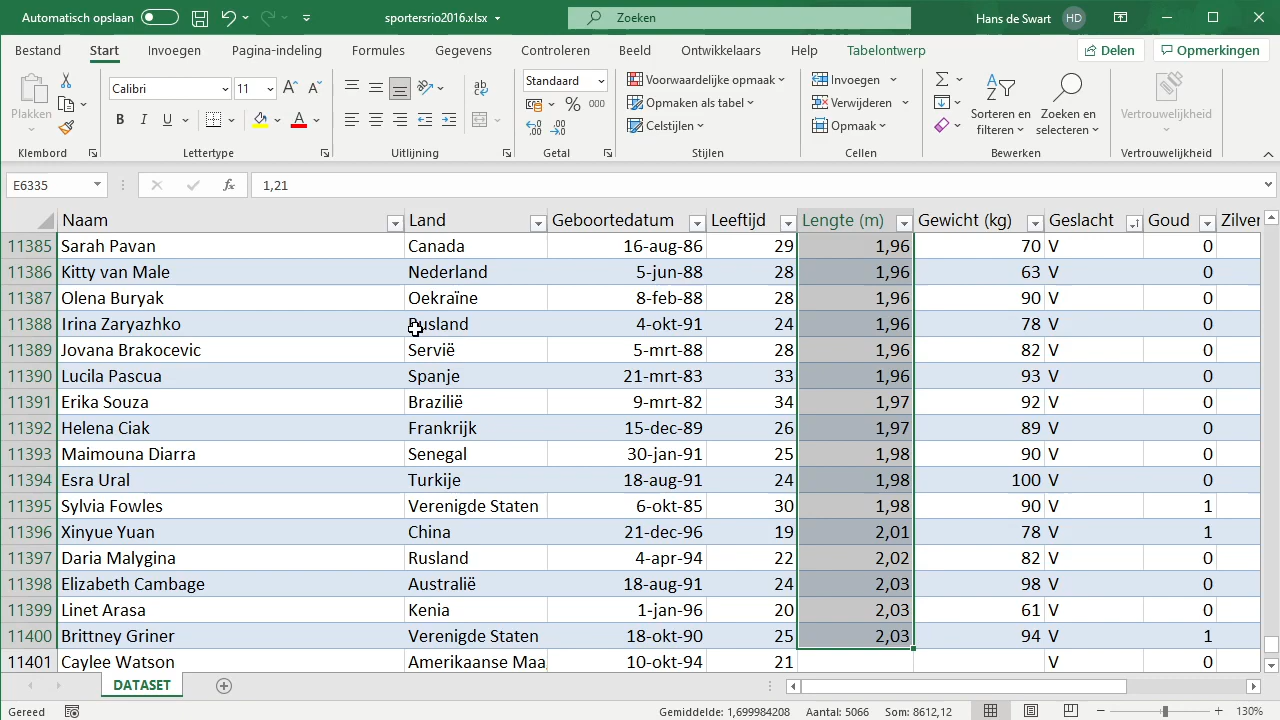 Automatisch opslaan
sportersrio2016.xlsx
Zoeken
Hans de Swart HD
Bestand Start Invoegen Pagina-indeling Formules Gegevens Controleren Beeld Ontwikkelaars Help Tabelontwerp Delen Opmerkingen
Plakken
Klembord
Calibri 11
B I U
Lettertype
Uitlijning
Standaard
% 000
Getal
Voorwaardelijke opmaak
Opmaken als tabel
Celstijlen
Stijlen
Invoegen
Verwijderen
Opmaak
Cellen
Sorteren en filteren
Zoeken en selecteren
Bewerken
Vertrouwelijkheid
Vertrouwelijkheid
E6335 fx 1,21
Naam Land Geboortedatum Leeftijd Lengte (m) Gewicht (kg) Geslacht Goud Zilver
11385 Sarah Pavan Canada 16-aug-86 29 1,96 70 V 0
11386 Kitty van Male Nederland 5-jun-88 28 1,96 63 V 0
11387 Olena Buryak Oekraïne 8-feb-88 28 1,96 90 V 0
11388 Irina Zaryazhko Rusland 4-okt-91 24 1,96 78 V 0
11389 Jovana Brakocevic Servië 5-mrt-88 28 1,96 82 V 0
11390 Lucila Pascua Spanje 21-mrt-83 33 1,96 93 V 0
11391 Erika Souza Brazilië 9-mrt-82 34 1,97 92 V 0
11392 Helena Ciak Frankrijk 15-dec-89 26 1,97 89 V 0
11393 Maimouna Diarra Senegal 30-jan-91 25 1,98 90 V 0
11394 Esra Ural Turkije 18-aug-91 24 1,98 100 V 0
11395 Sylvia Fowles Verenigde Staten 6-okt-85 30 1,98 90 V 1
11396 Xinyue Yuan China 21-dec-96 19 2,01 78 V 1
11397 Daria Malygina Rusland 4-apr-94 22 2,02 82 V 0
11398 Elizabeth Cambage Australië 18-aug-91 24 2,03 98 V 0
11399 Linet Arasa Kenia 1-jan-96 20 2,03 61 V 0
11400 Brittney Griner Verenigde Staten 18-okt-90 25 2,03 94 V 1
11401 Caylee Watson Amerikaanse Maa 10-okt-94 21 V 0
DATASET
Gereed Gemiddelde: 1,699984208 Aantal: 5066 Som: 8612,12 130%